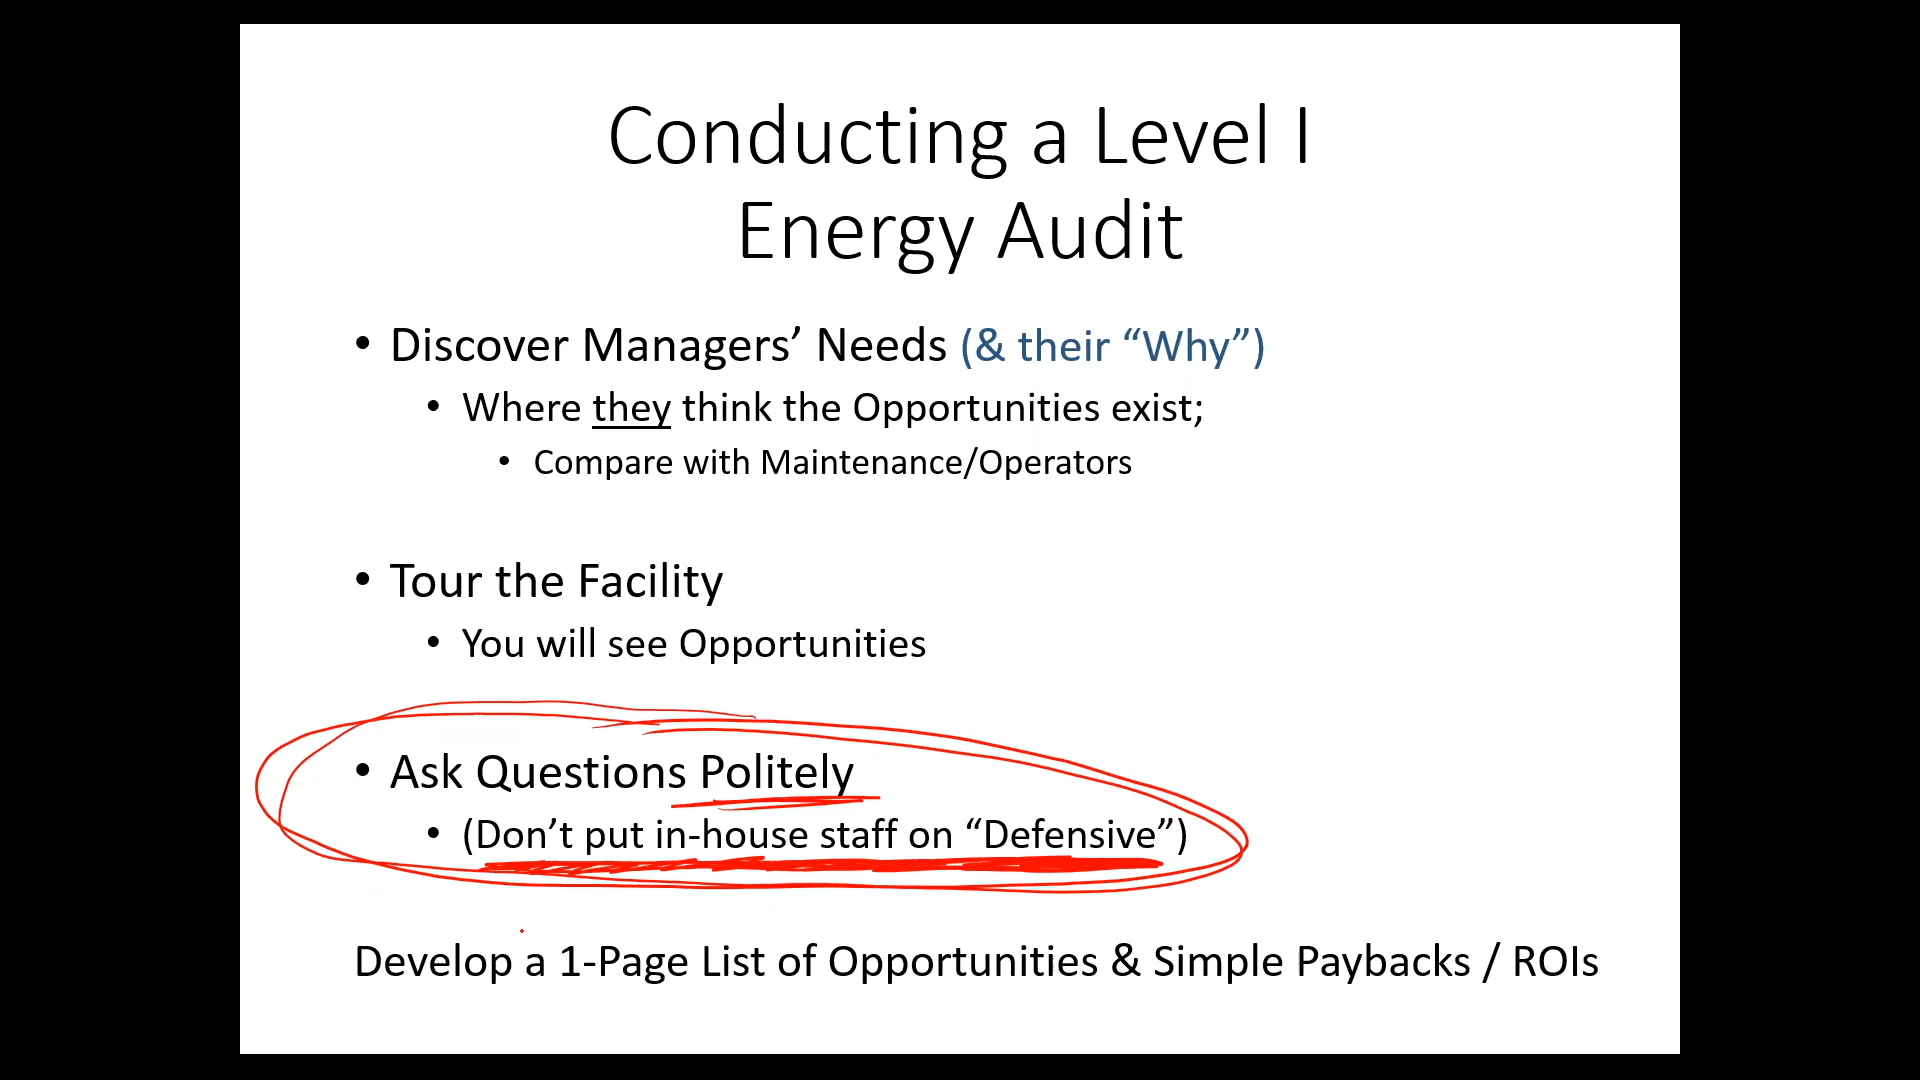 Conducting a Level I
Energy Audit
• Discover Managers’ Needs (& their “Why”)
• Where they think the Opportunities exist;
• Compare with Maintenance/Operators
• Tour the Facility
• You will see Opportunities
• Ask Questions Politely
• (Don’t put in-house staff on “Defensive”)
Develop a 1-Page List of Opportunities & Simple Paybacks / ROIs